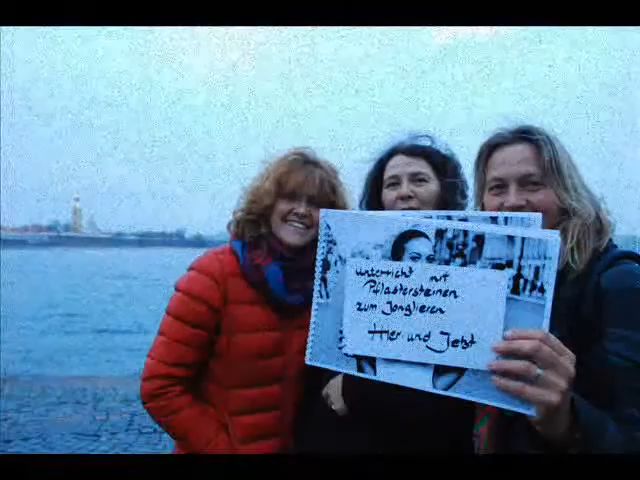 unterricht mit
Pflastersteinen
zum Jonglieren
Hier und Jetzt